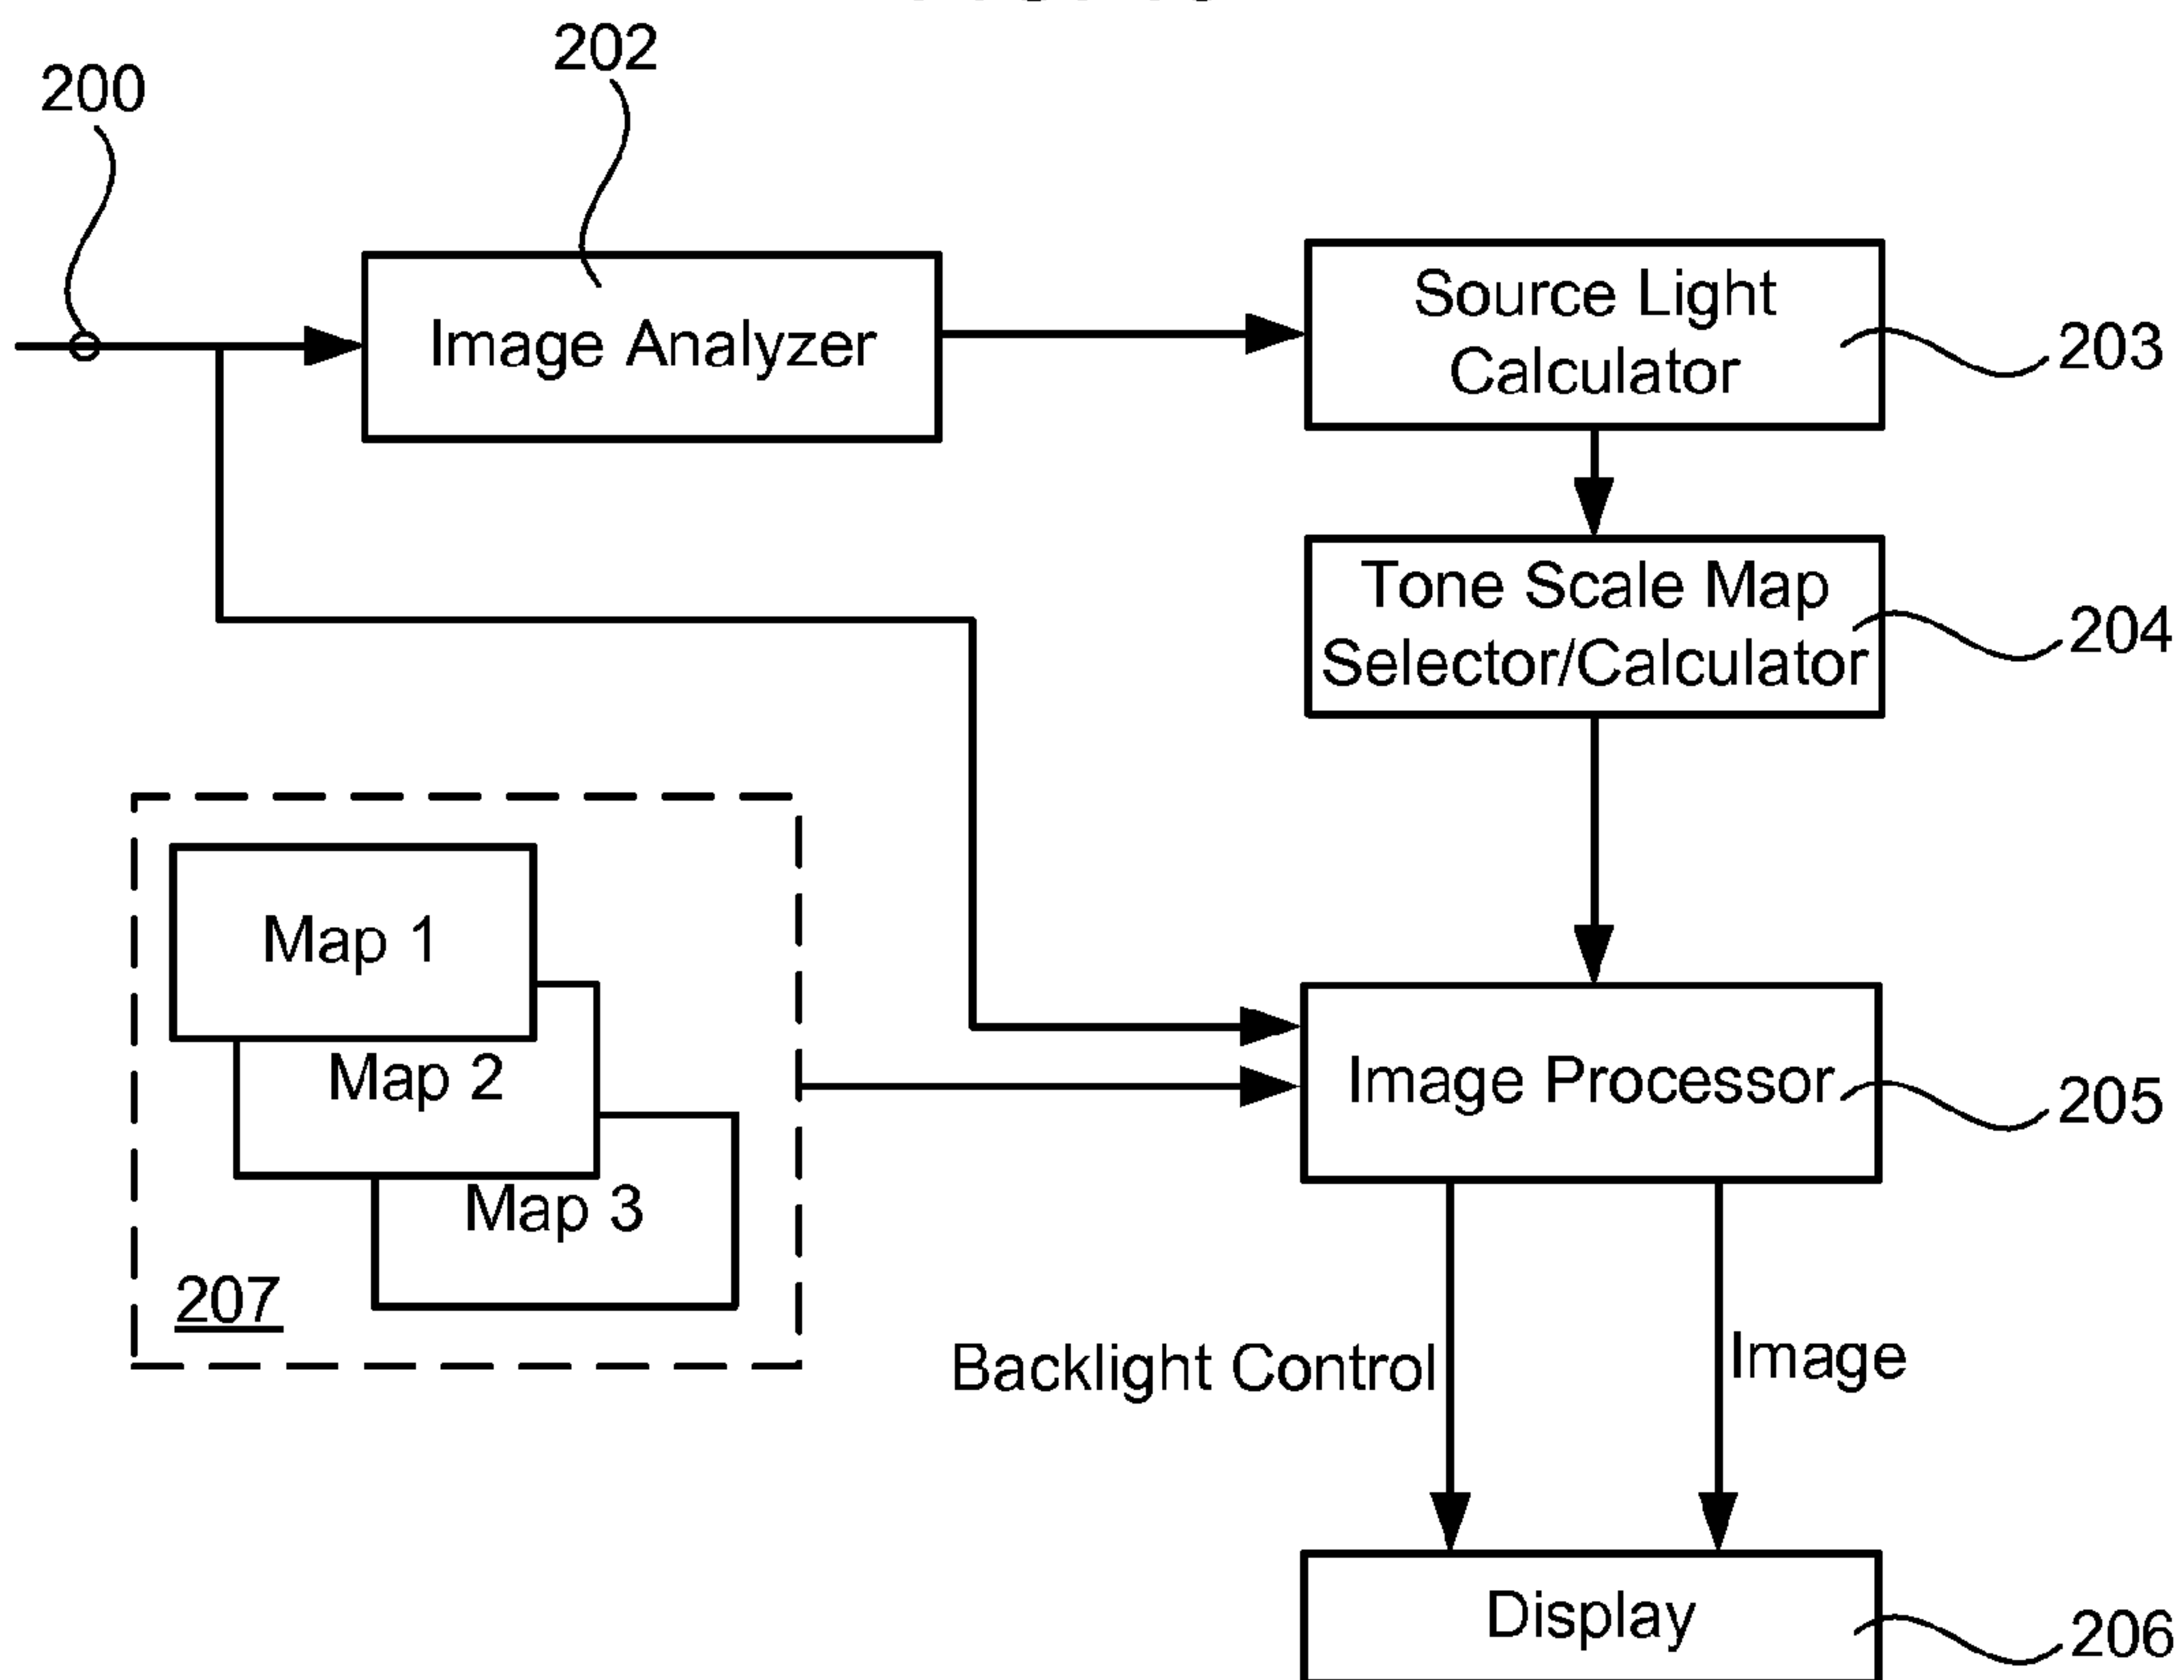 202
200
Image Analyzer
Source Light
Calculator
203
Tone Scale Map
Selector/Calculator
204
Map 1
Map 2
Map 3
207
Image Processor
205
Backlight Control
Image
Display
206